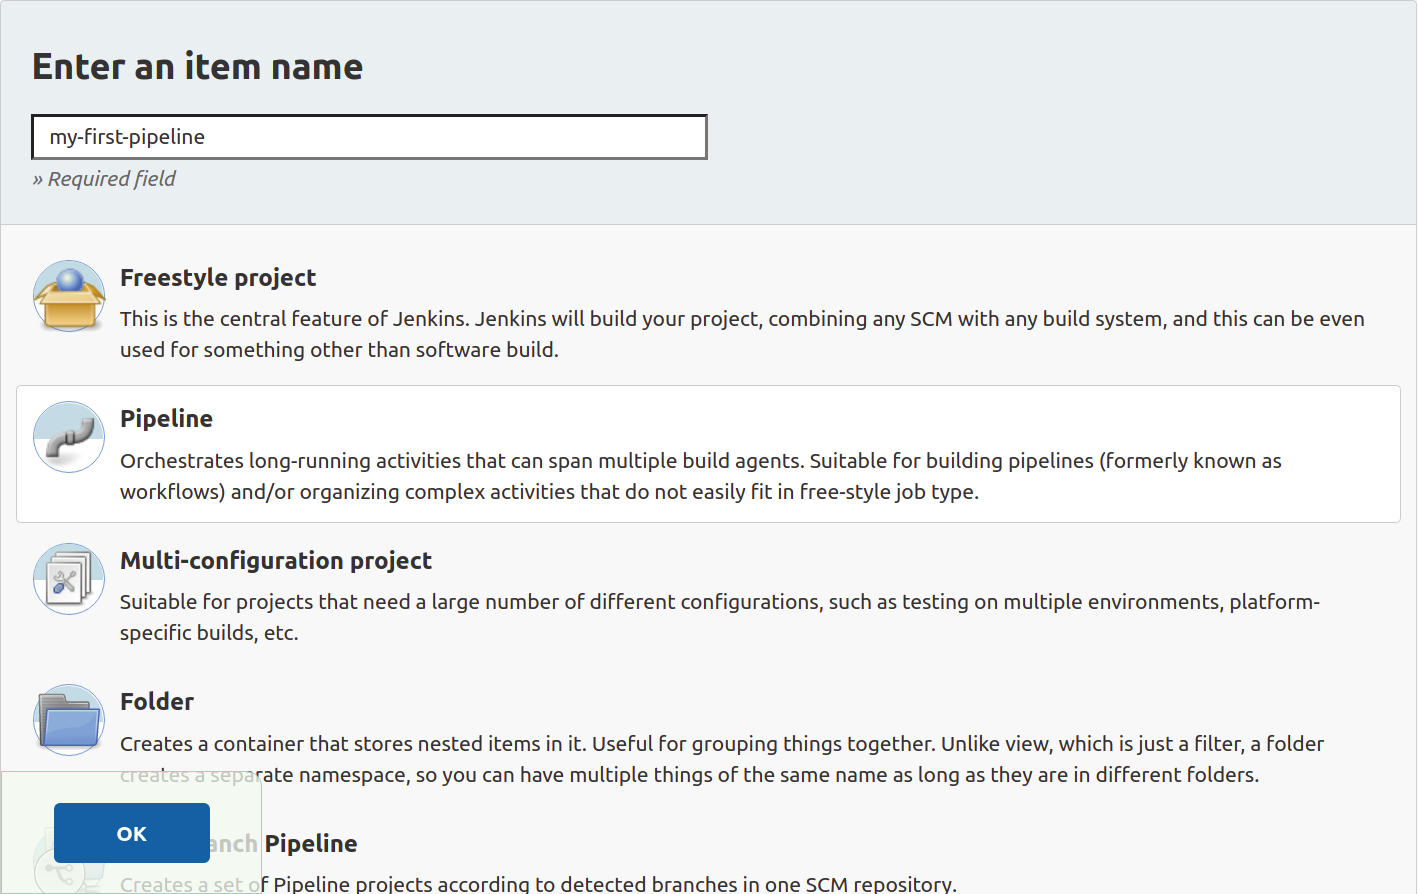 Enter an item name
my-first-pipeline
» Required field
Freestyle project
This is the central feature of Jenkins. Jenkins will build your project, combining any SCM with any build system, and this can be even
used for something other than software build.
Pipeline
Orchestrates long-running activities that can span multiple build agents. Suitable for building pipelines (formerly known as
workflows) and/or organizing complex activities that do not easily fit in free-style job type.
Multi-configuration project
Suitable for projects that need a large number of different configurations, such as testing on multiple environments, platform-
specific builds, etc.
Folder
Creates a container that stores nested items in it. Useful for grouping things together. Unlike view, which is just a filter, a folder
creates a separate namespace, so you can have multiple things of the same name as long as they are in different folders.
OK
anch Pipeline
Creates a set of Pipeline projects according to detected branches in one SCM repository.